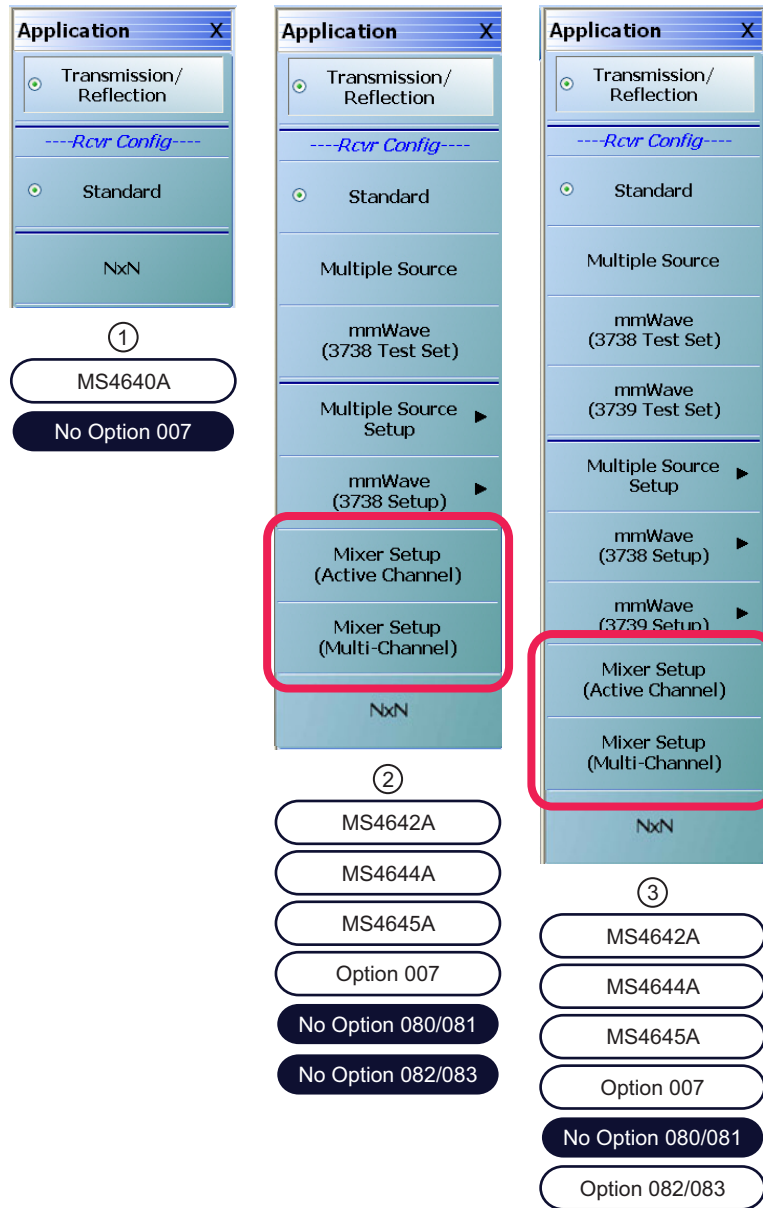 Application X
Transmission/
Reflection
----Rcvr Config----
Standard
NxN
①
MS4640A
No Option 007
Application X
Transmission/
Reflection
----Rcvr Config----
Standard
Multiple Source
mmWave
(3738 Test Set)
Multiple Source
Setup
mmWave
(3738 Setup)
Mixer Setup
(Active Channel)
Mixer Setup
(Multi-Channel)
NxN
②
MS4642A
MS4644A
MS4645A
Option 007
No Option 080/081
No Option 082/083
Application X
Transmission/
Reflection
----Rcvr Config----
Standard
Multiple Source
mmWave
(3738 Test Set)
mmWave
(3739 Test Set)
Multiple Source
Setup
mmWave
(3738 Setup)
mmWave
(3739 Setup)
Mixer Setup
(Active Channel)
Mixer Setup
(Multi-Channel)
NxN
③
MS4642A
MS4644A
MS4645A
Option 007
No Option 080/081
Option 082/083